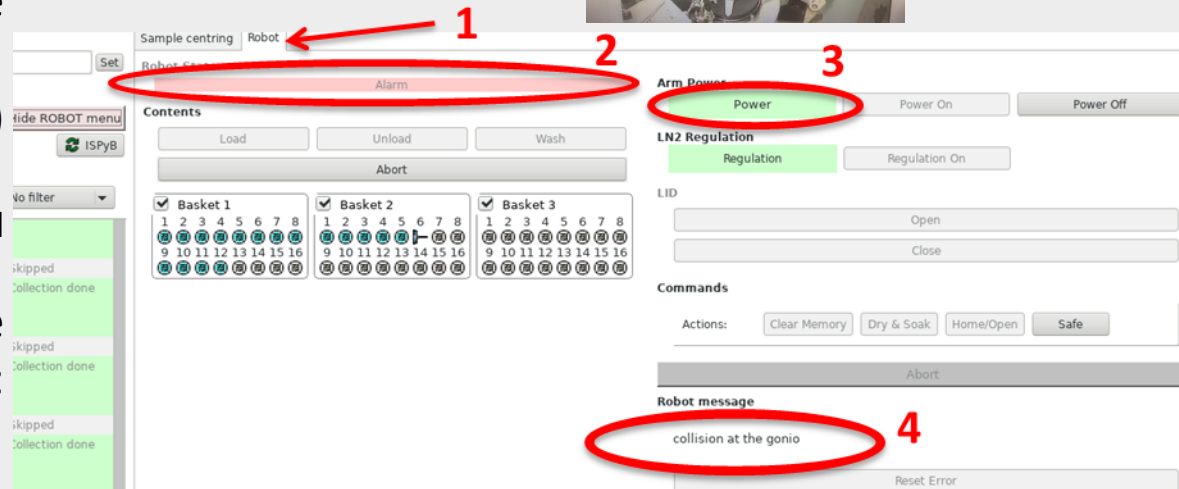 1
Sample centring Robot
2
3
Set
Alarm
Arm Power
Power Power On Power Off
Hide ROBOT menu
Contents
ISPyB
Load Unload Wash
LN2 Regulation
Regulation Regulation On
Abort
No filter
LID
Open
Close
Basket 1 Basket 2 Basket 3
1 2 3 4 5 6 7 8 1 2 3 4 5 6 7 8 1 2 3 4 5 6 7 8
9 10 11 12 13 14 15 16 9 10 11 12 13 14 15 16 9 10 11 12 13 14 15 16
skipped
Collection done
Commands
Actions: Clear Memory Dry & Soak Home/Open Safe
skipped
Collection done
Abort
Robot message
collision at the gonio
4
skipped
Collection done
Reset Error